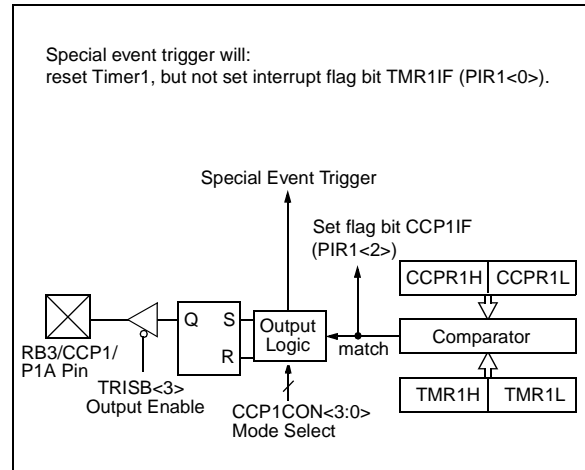 Special event trigger will:
reset Timer1, but not set interrupt flag bit TMR1IF (PIR1<0>).
Special Event Trigger
Set flag bit CCP1IF
(PIR1<2>)
CCPR1H CCPR1L
Q S Output
Logic
R
match
Comparator
RB3/CCP1/
P1A Pin
TRISB<3>
Output Enable
CCP1CON<3:0>
Mode Select
TMR1H TMR1L